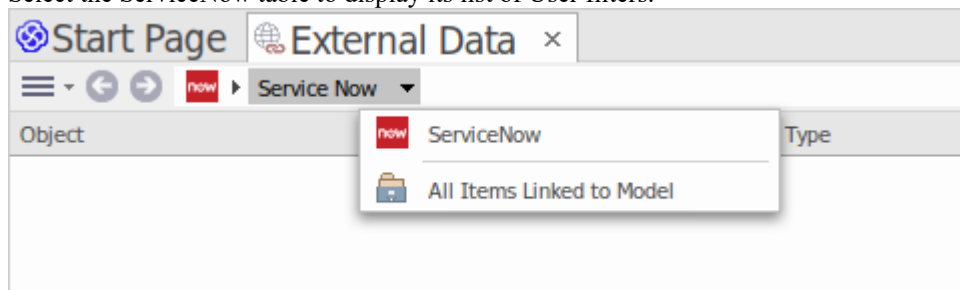 Select the ServiceNow table to display its list of User filters.
Start Page External Data ×
now Service Now
Object Type
now ServiceNow
All Items Linked to Model